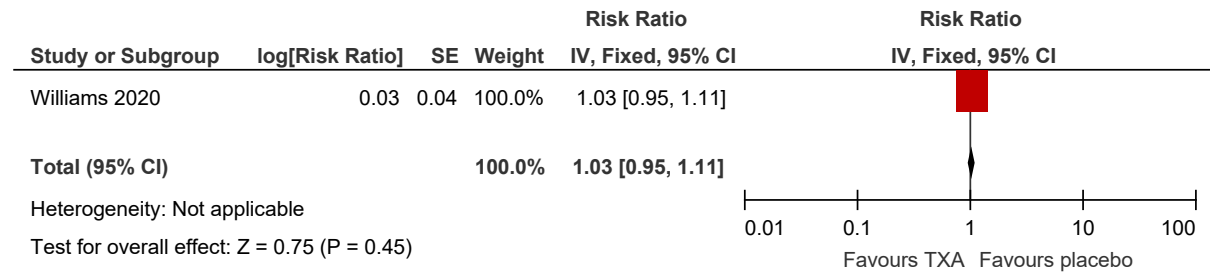 Risk Ratio Risk Ratio
Study or Subgroup log[Risk Ratio] SE Weight IV, Fixed, 95% CI IV, Fixed, 95% CI
Williams 2020 0.03 0.04 100.0% 1.03 [0.95, 1.11]
Total (95% CI) 100.0% 1.03 [0.95, 1.11]
Heterogeneity: Not applicable
Test for overall effect: Z = 0.75 (P = 0.45)
0.01 0.1 1 10 100
Favours TXA Favours placebo